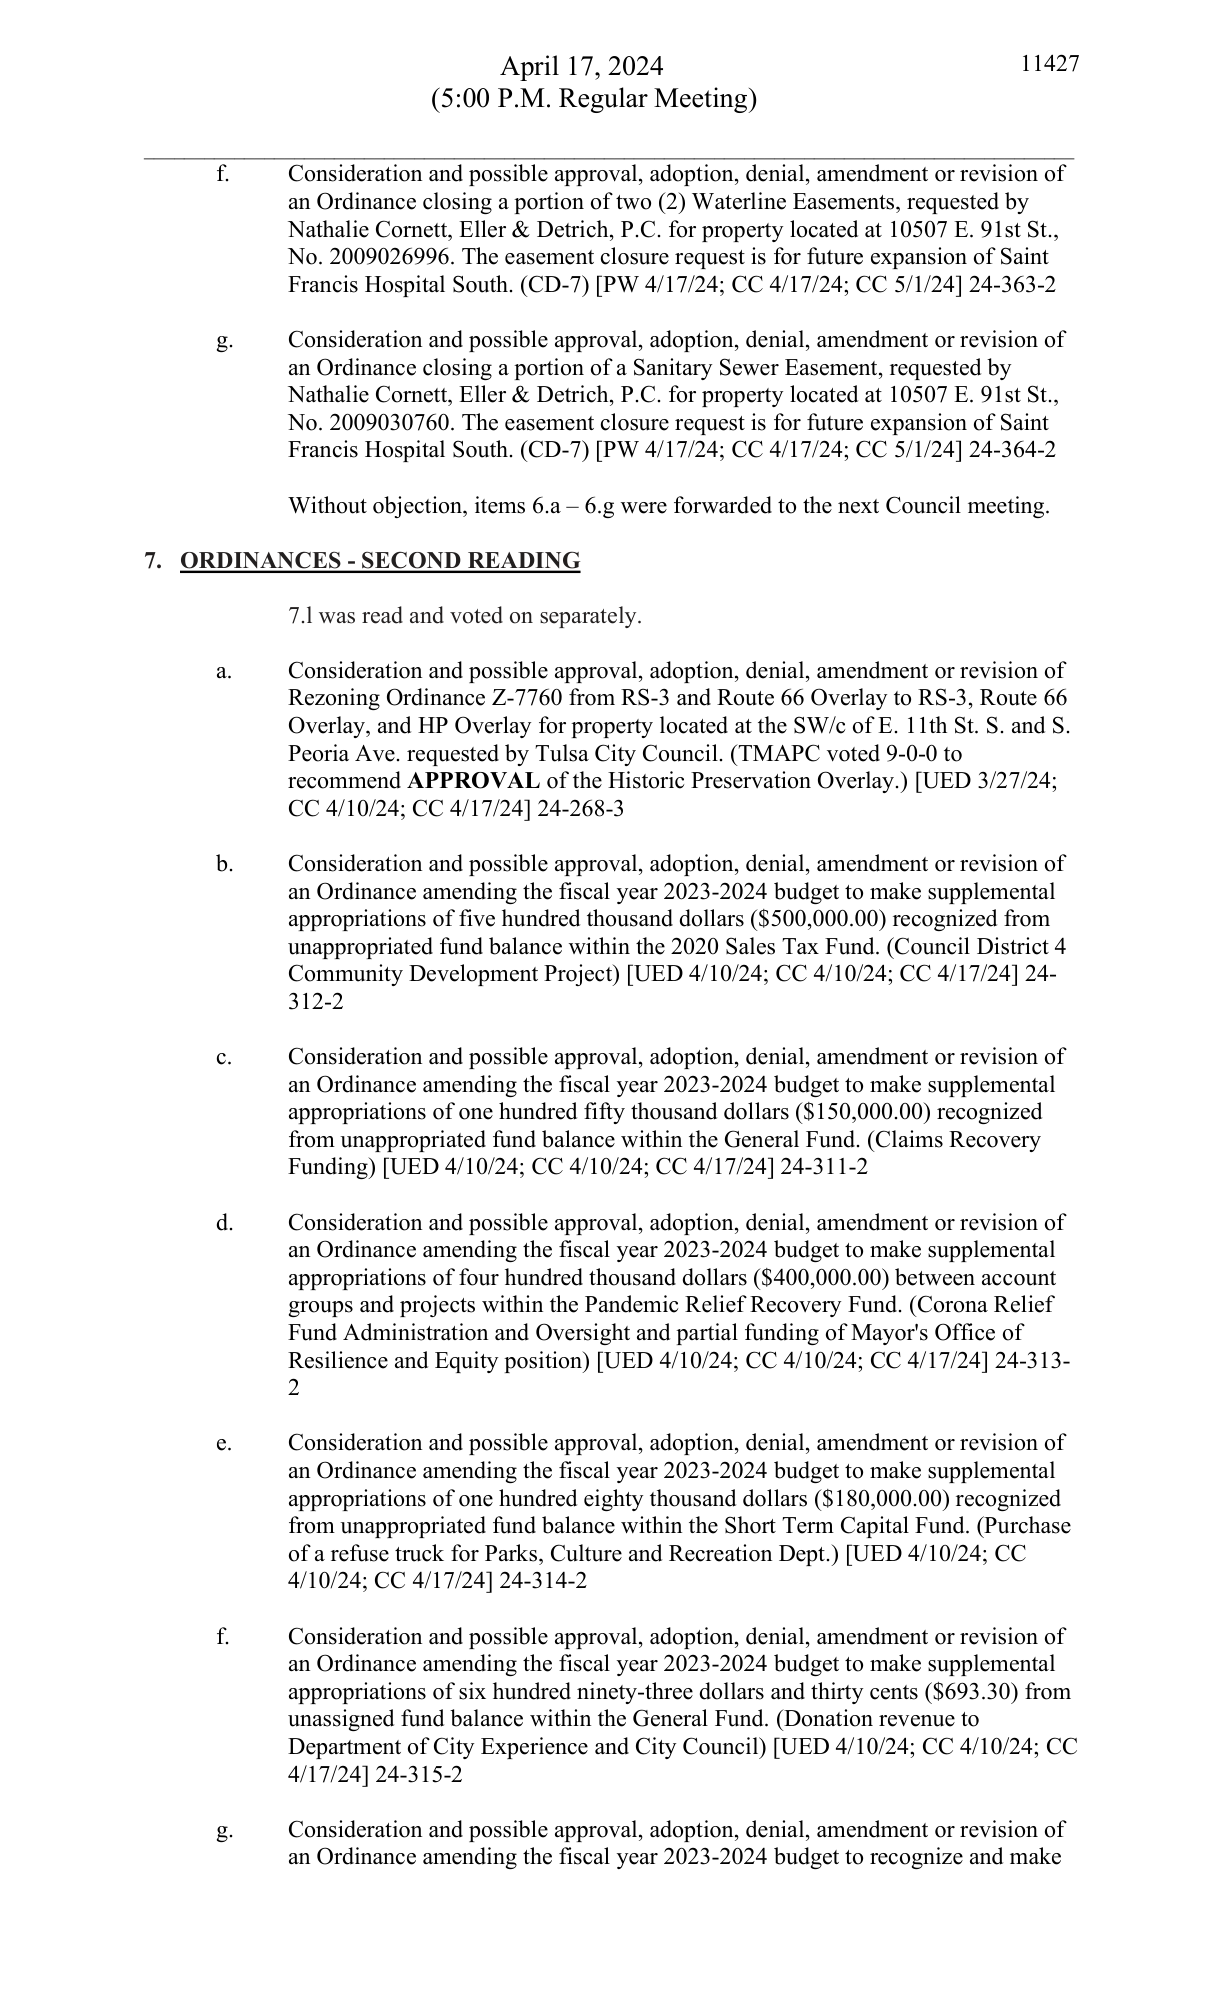 April 17, 2024
11427
(5:00 P.M. Regular Meeting)
f. Consideration and possible approval, adoption, denial, amendment or revision of
an Ordinance closing a portion of two (2) Waterline Easements, requested by
Nathalie Cornett, Eller & Detrich, P.C. for property located at 10507 E. 91st St.,
No. 2009026996. The easement closure request is for future expansion of Saint
Francis Hospital South. (CD-7) [PW 4/17/24; CC 4/17/24; CC 5/1/24] 24-363-2
g. Consideration and possible approval, adoption, denial, amendment or revision of
an Ordinance closing a portion of a Sanitary Sewer Easement, requested by
Nathalie Cornett, Eller & Detrich, P.C. for property located at 10507 E. 91st St.,
No. 2009030760. The easement closure request is for future expansion of Saint
Francis Hospital South. (CD-7) [PW 4/17/24; CC 4/17/24; CC 5/1/24] 24-364-2
Without objection, items 6.a – 6.g were forwarded to the next Council meeting.
7. ORDINANCES - SECOND READING
7.l was read and voted on separately.
a. Consideration and possible approval, adoption, denial, amendment or revision of
Rezoning Ordinance Z-7760 from RS-3 and Route 66 Overlay to RS-3, Route 66
Overlay, and HP Overlay for property located at the SW/c of E. 11th St. S. and S.
Peoria Ave. requested by Tulsa City Council. (TMAPC voted 9-0-0 to
recommend APPROVAL of the Historic Preservation Overlay.) [UED 3/27/24;
CC 4/10/24; CC 4/17/24] 24-268-3
b. Consideration and possible approval, adoption, denial, amendment or revision of
an Ordinance amending the fiscal year 2023-2024 budget to make supplemental
appropriations of five hundred thousand dollars ($500,000.00) recognized from
unappropriated fund balance within the 2020 Sales Tax Fund. (Council District 4
Community Development Project) [UED 4/10/24; CC 4/10/24; CC 4/17/24] 24-
312-2
c. Consideration and possible approval, adoption, denial, amendment or revision of
an Ordinance amending the fiscal year 2023-2024 budget to make supplemental
appropriations of one hundred fifty thousand dollars ($150,000.00) recognized
from unappropriated fund balance within the General Fund. (Claims Recovery
Funding) [UED 4/10/24; CC 4/10/24; CC 4/17/24] 24-311-2
d. Consideration and possible approval, adoption, denial, amendment or revision of
an Ordinance amending the fiscal year 2023-2024 budget to make supplemental
appropriations of four hundred thousand dollars ($400,000.00) between account
groups and projects within the Pandemic Relief Recovery Fund. (Corona Relief
Fund Administration and Oversight and partial funding of Mayor's Office of
Resilience and Equity position) [UED 4/10/24; CC 4/10/24; CC 4/17/24] 24-313-
2
e. Consideration and possible approval, adoption, denial, amendment or revision of
an Ordinance amending the fiscal year 2023-2024 budget to make supplemental
appropriations of one hundred eighty thousand dollars ($180,000.00) recognized
from unappropriated fund balance within the Short Term Capital Fund. (Purchase
of a refuse truck for Parks, Culture and Recreation Dept.) [UED 4/10/24; CC
4/10/24; CC 4/17/24] 24-314-2
f. Consideration and possible approval, adoption, denial, amendment or revision of
an Ordinance amending the fiscal year 2023-2024 budget to make supplemental
appropriations of six hundred ninety-three dollars and thirty cents ($693.30) from
unassigned fund balance within the General Fund. (Donation revenue to
Department of City Experience and City Council) [UED 4/10/24; CC 4/10/24; CC
4/17/24] 24-315-2
g. Consideration and possible approval, adoption, denial, amendment or revision of
an Ordinance amending the fiscal year 2023-2024 budget to recognize and make